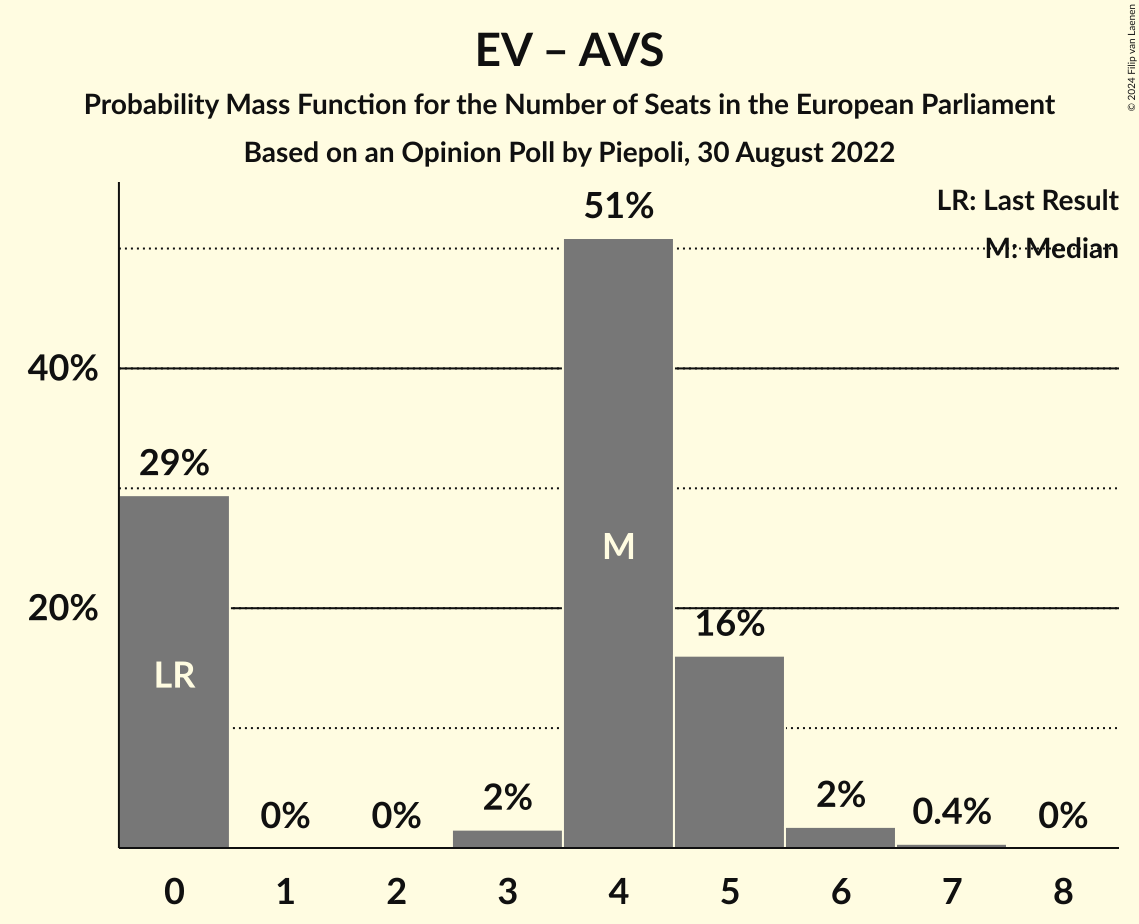 EV – AVS
Probability Mass Function for the Number of Seats in the European Parliament
Based on an Opinion Poll by Piepoli, 30 August 2022
© 2024 Filip van Laenen
LR: Last Result
M: Median
51%
40%
29%
M
20%
16%
LR
0%
0%
2%
2%
0.4%
0%
0
1
2
3
4
5
6
7
8